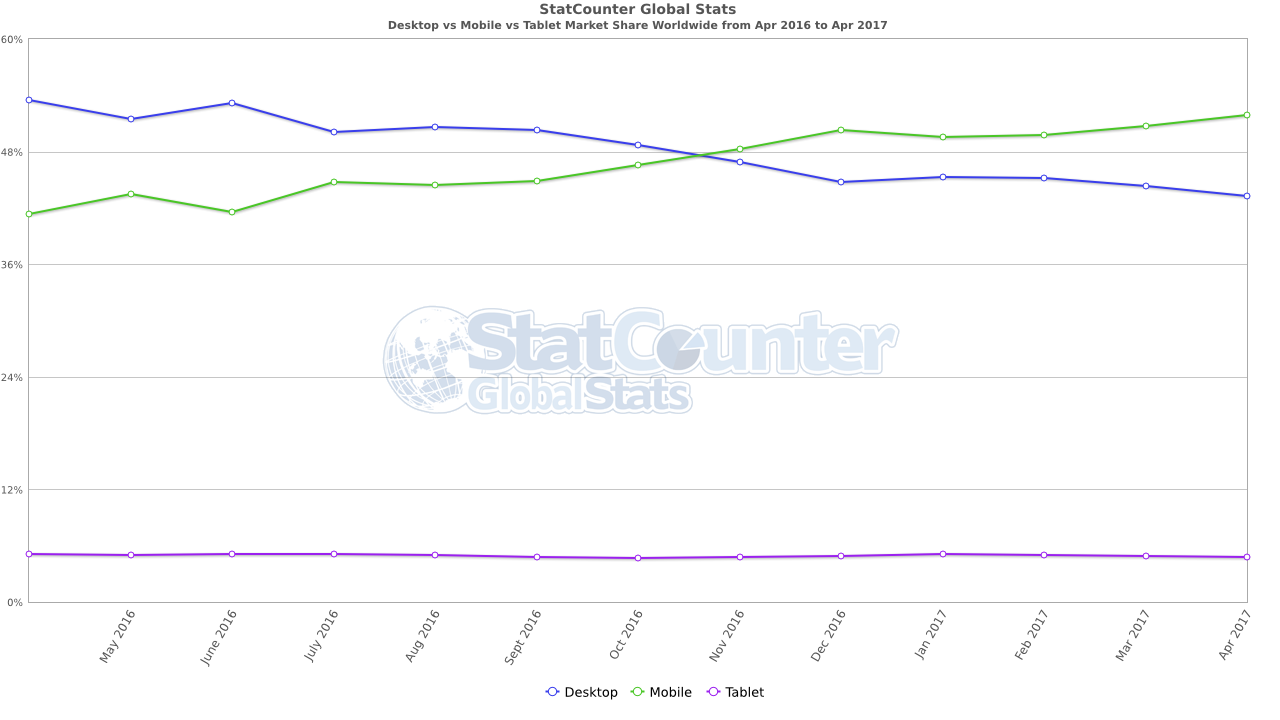 StatCounter Global Stats
Desktop vs Mobile vs Tablet Market Share Worldwide from Apr 2016 to Apr 2017
60%
48%
36%
24%
12%
0%
StatCounter
GlobalStats
May 2016
June 2016
July 2016
Aug 2016
Sept 2016
Oct 2016
Nov 2016
Dec 2016
Jan 2017
Feb 2017
Mar 2017
Apr 2017
Desktop Mobile Tablet